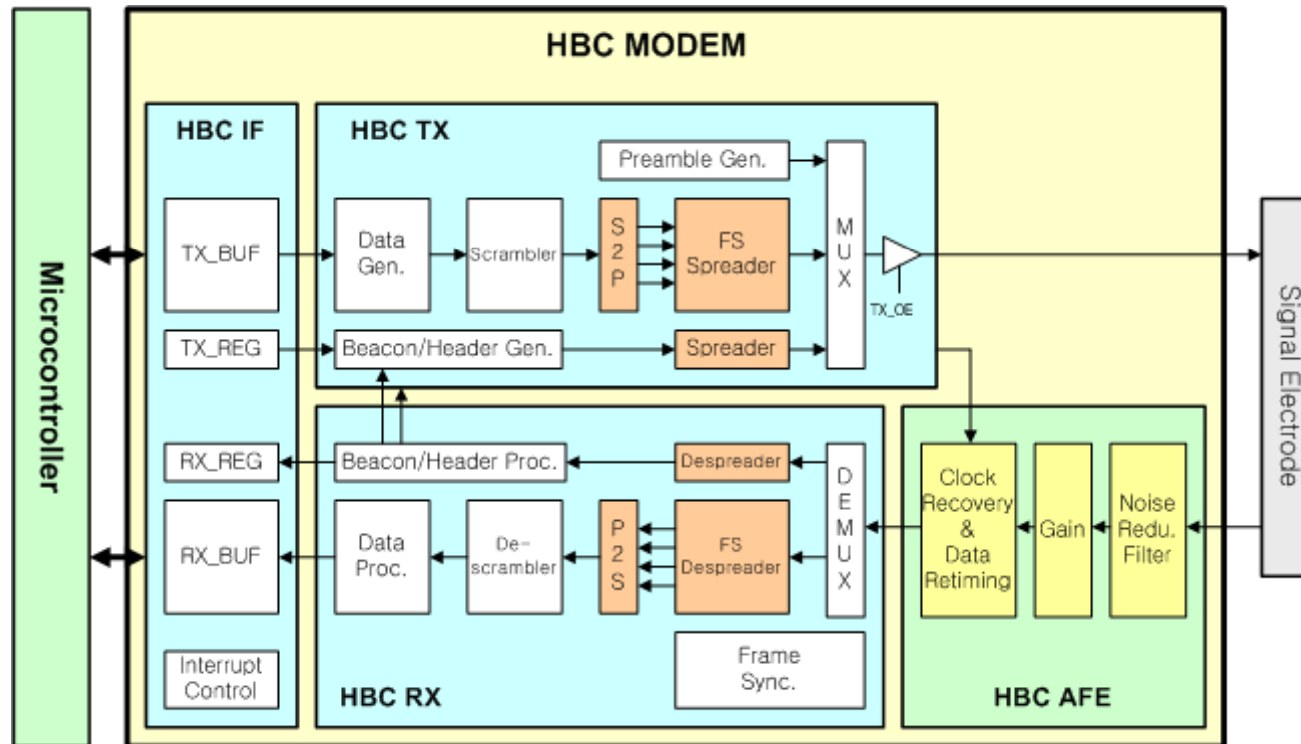 HBC MODEM
Microcontroller
HBC IF
TX_BUF
TX_REG
RX_REG
RX_BUF
Interrupt
Control
HBC TX
Preamble Gen.
Data
Gen.
Scrambler
S
2
P
FS
Spreader
M
U
X
TX_OE
Beacon/Header Gen.
Spreader
Beacon/Header Proc.
Despreader
D
E
M
U
X
Data
Proc.
De-
scrambler
P
2
S
FS
Despreader
Frame
Sync.
HBC RX
Clock
Recovery
&
Data
Retiming
Gain
Noise
Redu.
Filter
HBC AFE
Signal Electrode